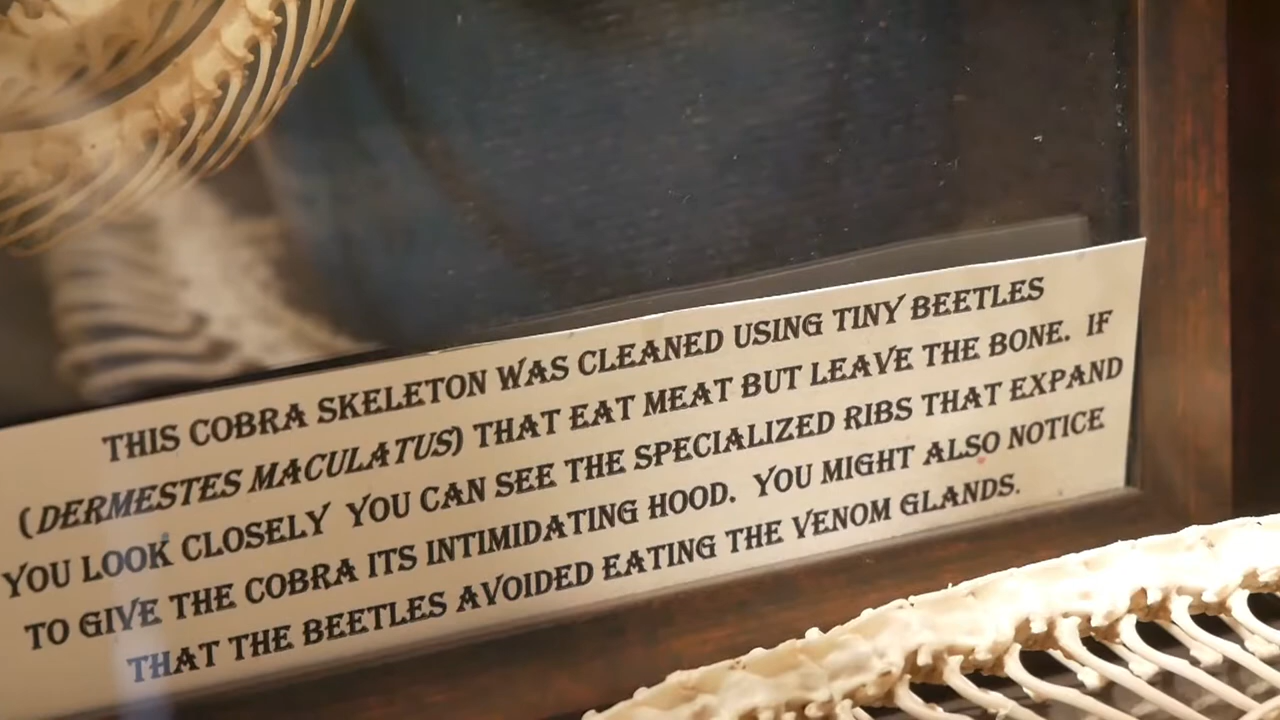 THIS COBRA SKELETON WAS CLEANED USING TINY BEETLES
(DERMESTES MACULATUS) THAT EAT MEAT BUT LEAVE THE BONE. IF
YOU LOOK CLOSELY YOU CAN SEE THE SPECIALIZED RIBS THAT EXPAND
TO GIVE THE COBRA ITS INTIMIDATING HOOD. YOU MIGHT ALSO NOTICE
THAT THE BEETLES AVOIDED EATING THE VENOM GLANDS.